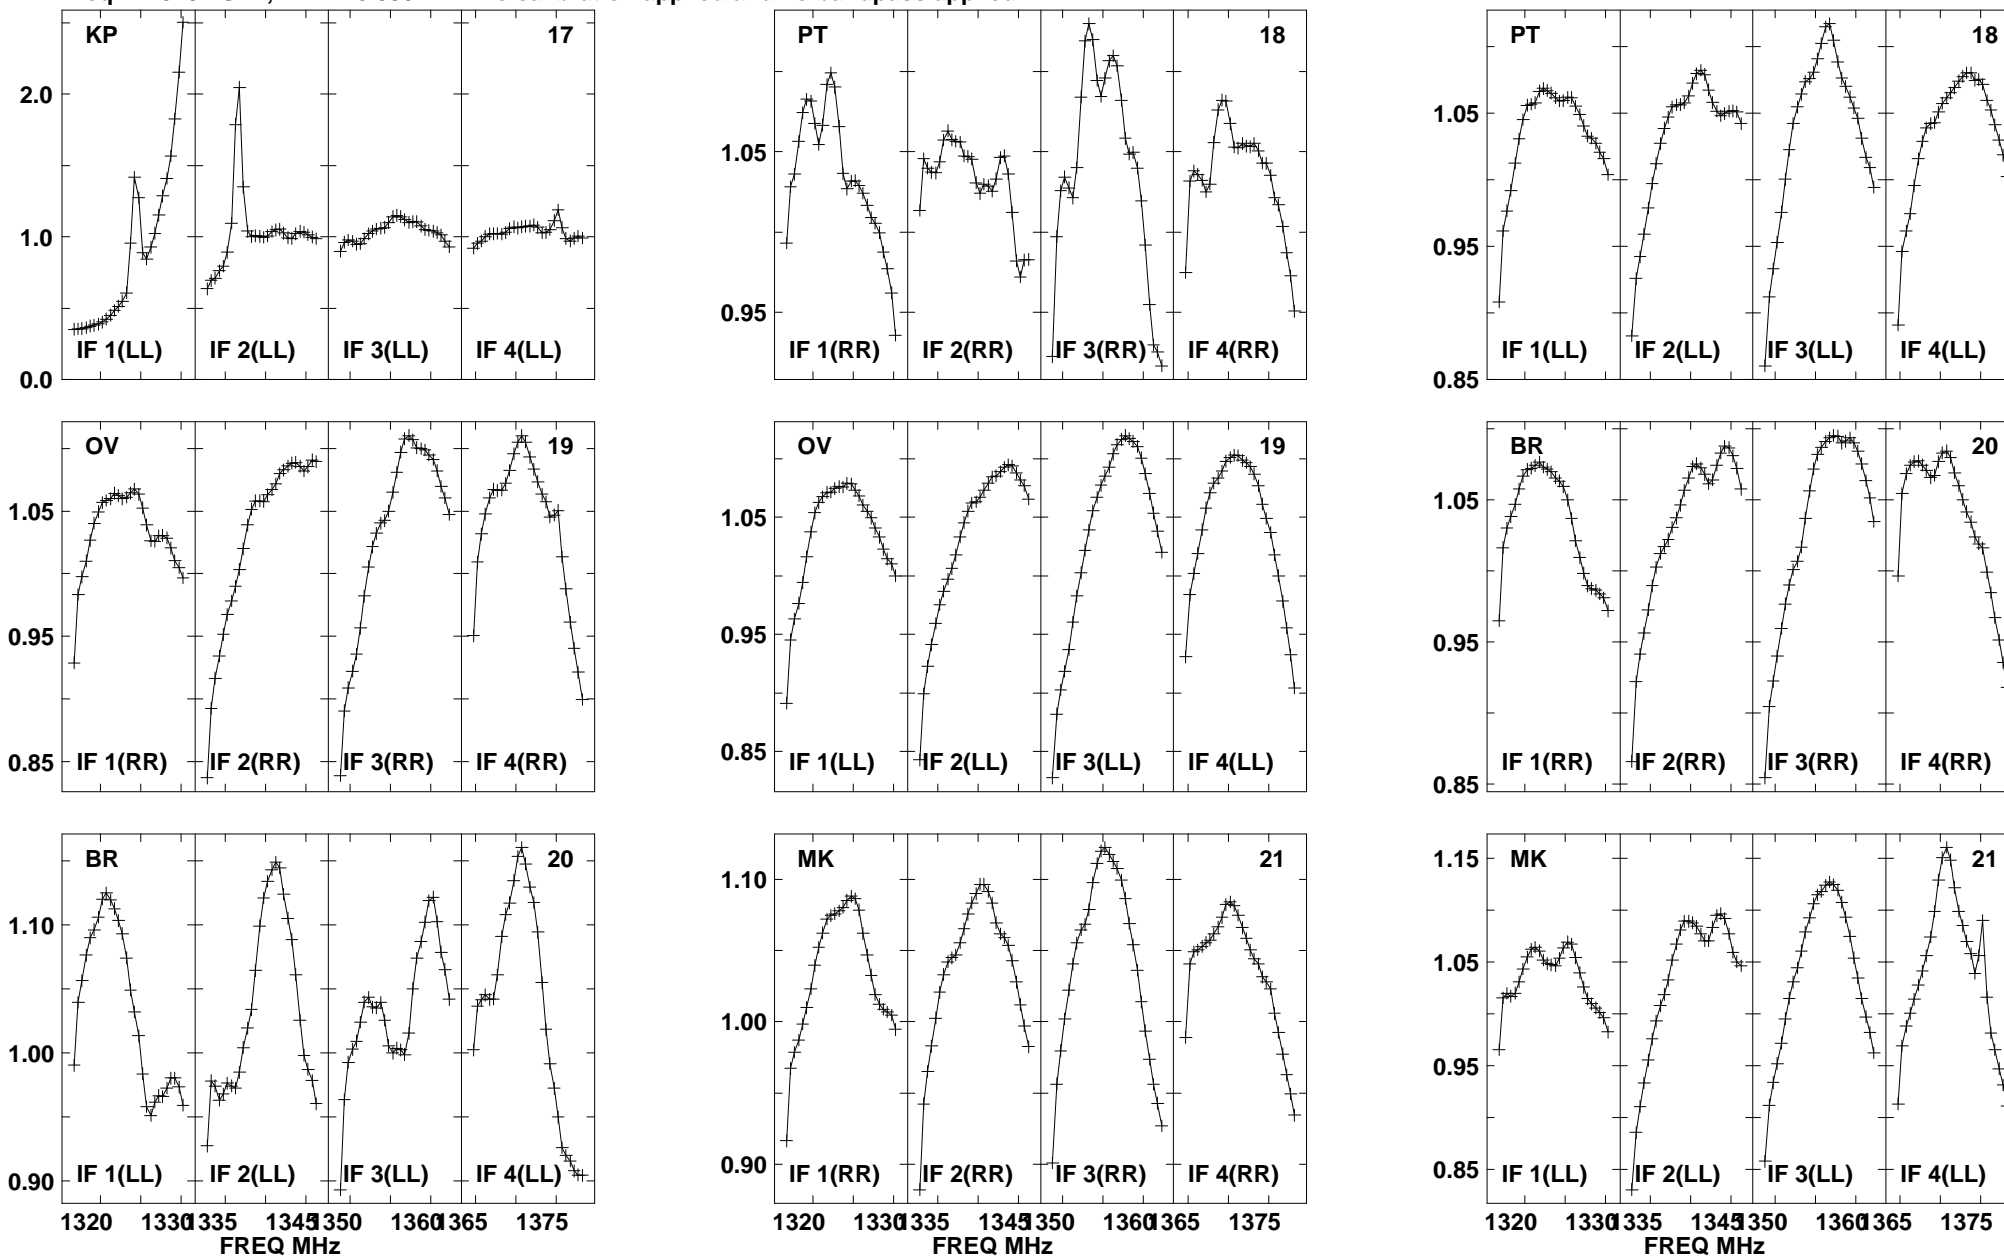 KP 17
2.0
1.0
0.0
IF 1(LL) IF 2(LL) IF 3(LL) IF 4(LL)
PT 18
1.05
0.95
IF 1(RR) IF 2(RR) IF 3(RR) IF 4(RR)
PT 18
1.05
0.95
0.85
IF 1(LL) IF 2(LL) IF 3(LL) IF 4(LL)
OV 19
1.05
0.95
0.85
IF 1(RR) IF 2(RR) IF 3(RR) IF 4(RR)
OV 19
1.05
0.95
0.85
IF 1(LL) IF 2(LL) IF 3(LL) IF 4(LL)
BR 20
1.05
0.95
0.85
IF 1(RR) IF 2(RR) IF 3(RR) IF 4(RR)
BR 20
1.10
1.00
0.90
IF 1(LL) IF 2(LL) IF 3(LL) IF 4(LL)
1320 1330 1335 1345 1350 1360 1365 1375
FREQ MHz
MK 21
1.10
1.00
0.90
IF 1(RR) IF 2(RR) IF 3(RR) IF 4(RR)
1320 1330 1335 1345 1350 1360 1365 1375
FREQ MHz
MK 21
1.15
1.05
0.95
0.85
IF 1(LL) IF 2(LL) IF 3(LL) IF 4(LL)
1320 1330 1335 1345 1350 1360 1365 1375
FREQ MHz